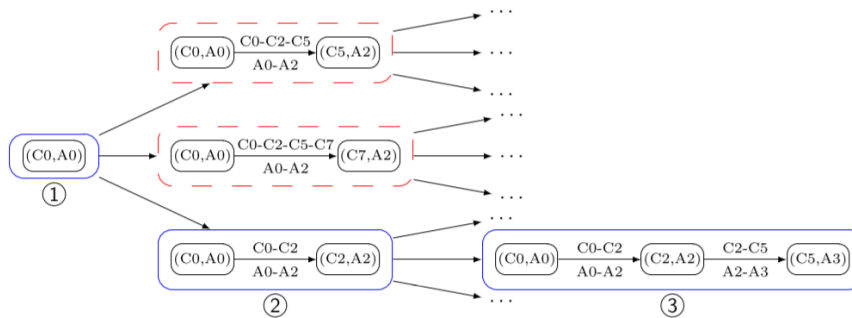 ...
C0-C2-C5
(C0,A0) (C5,A2) ...
A0-A2
...
...
C0-C2-C5-C7
(C0,A0) (C0,A0) (C7,A2) ...
A0-A2
1
...
...
C0-C2 C0-C2 C2-C5
(C0,A0) (C2,A2) (C0,A0) (C2,A2) (C5,A3)
A0-A2 A0-A2 A2-A3
...
2 3